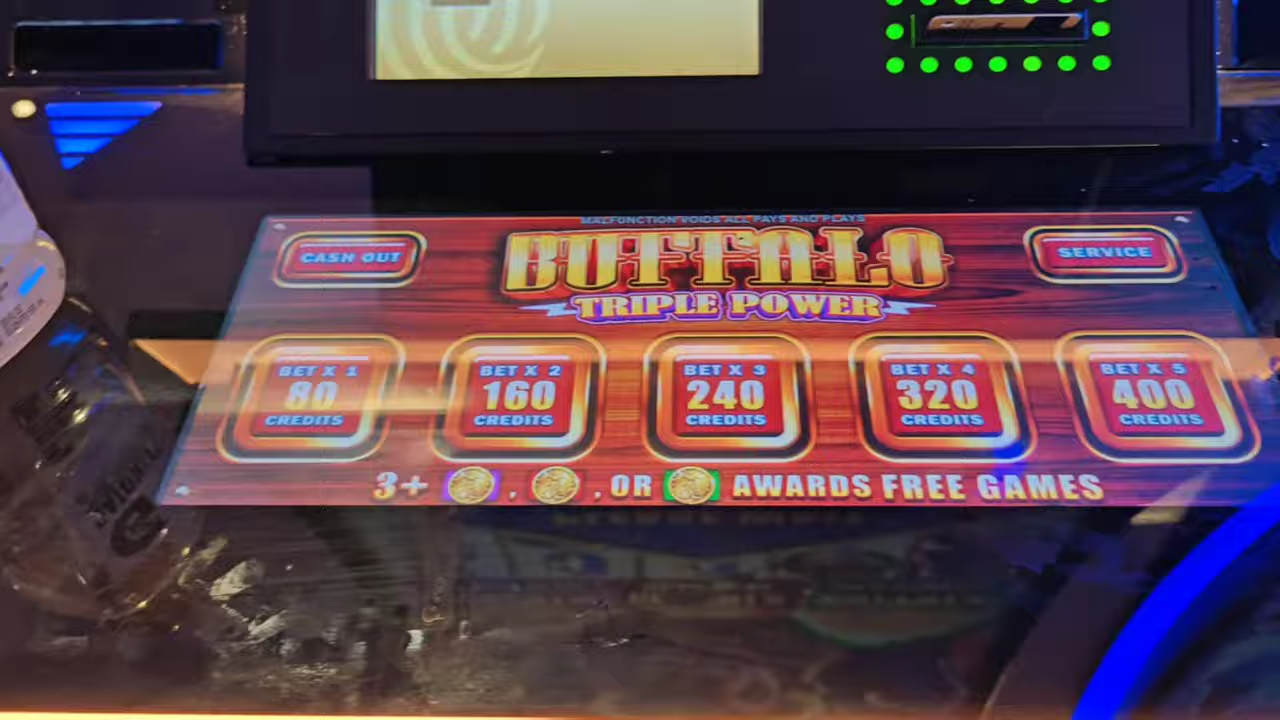 MALFUNCTION VOIDS ALL PAYS AND PLAYS
CASH OUT
BUFFALO
SERVICE
TRIPLE POWER
BET X 1
80
CREDITS
BET X 2
160
CREDITS
BET X 3
240
CREDITS
BET X 4
320
CREDITS
BET X 5
400
CREDITS
3+ , , OR AWARDS FREE GAMES